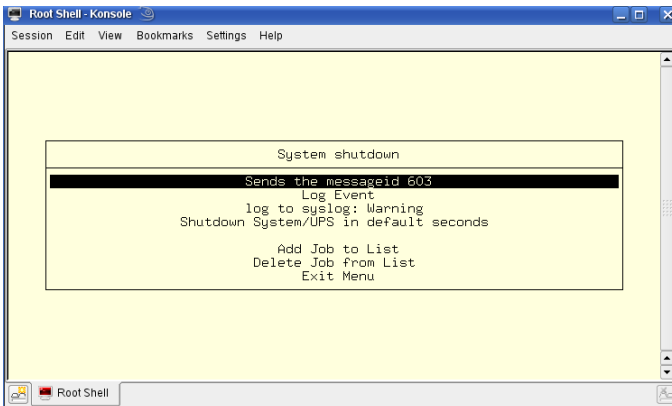 Root Shell - Konsole
Session Edit View Bookmarks Settings Help
System shutdown
Sends the messageid 603
Log Event
log to syslog: Warning
Shutdown System/UPS in default seconds
Add Job to List
Delete Job from List
Exit Menu
Root Shell